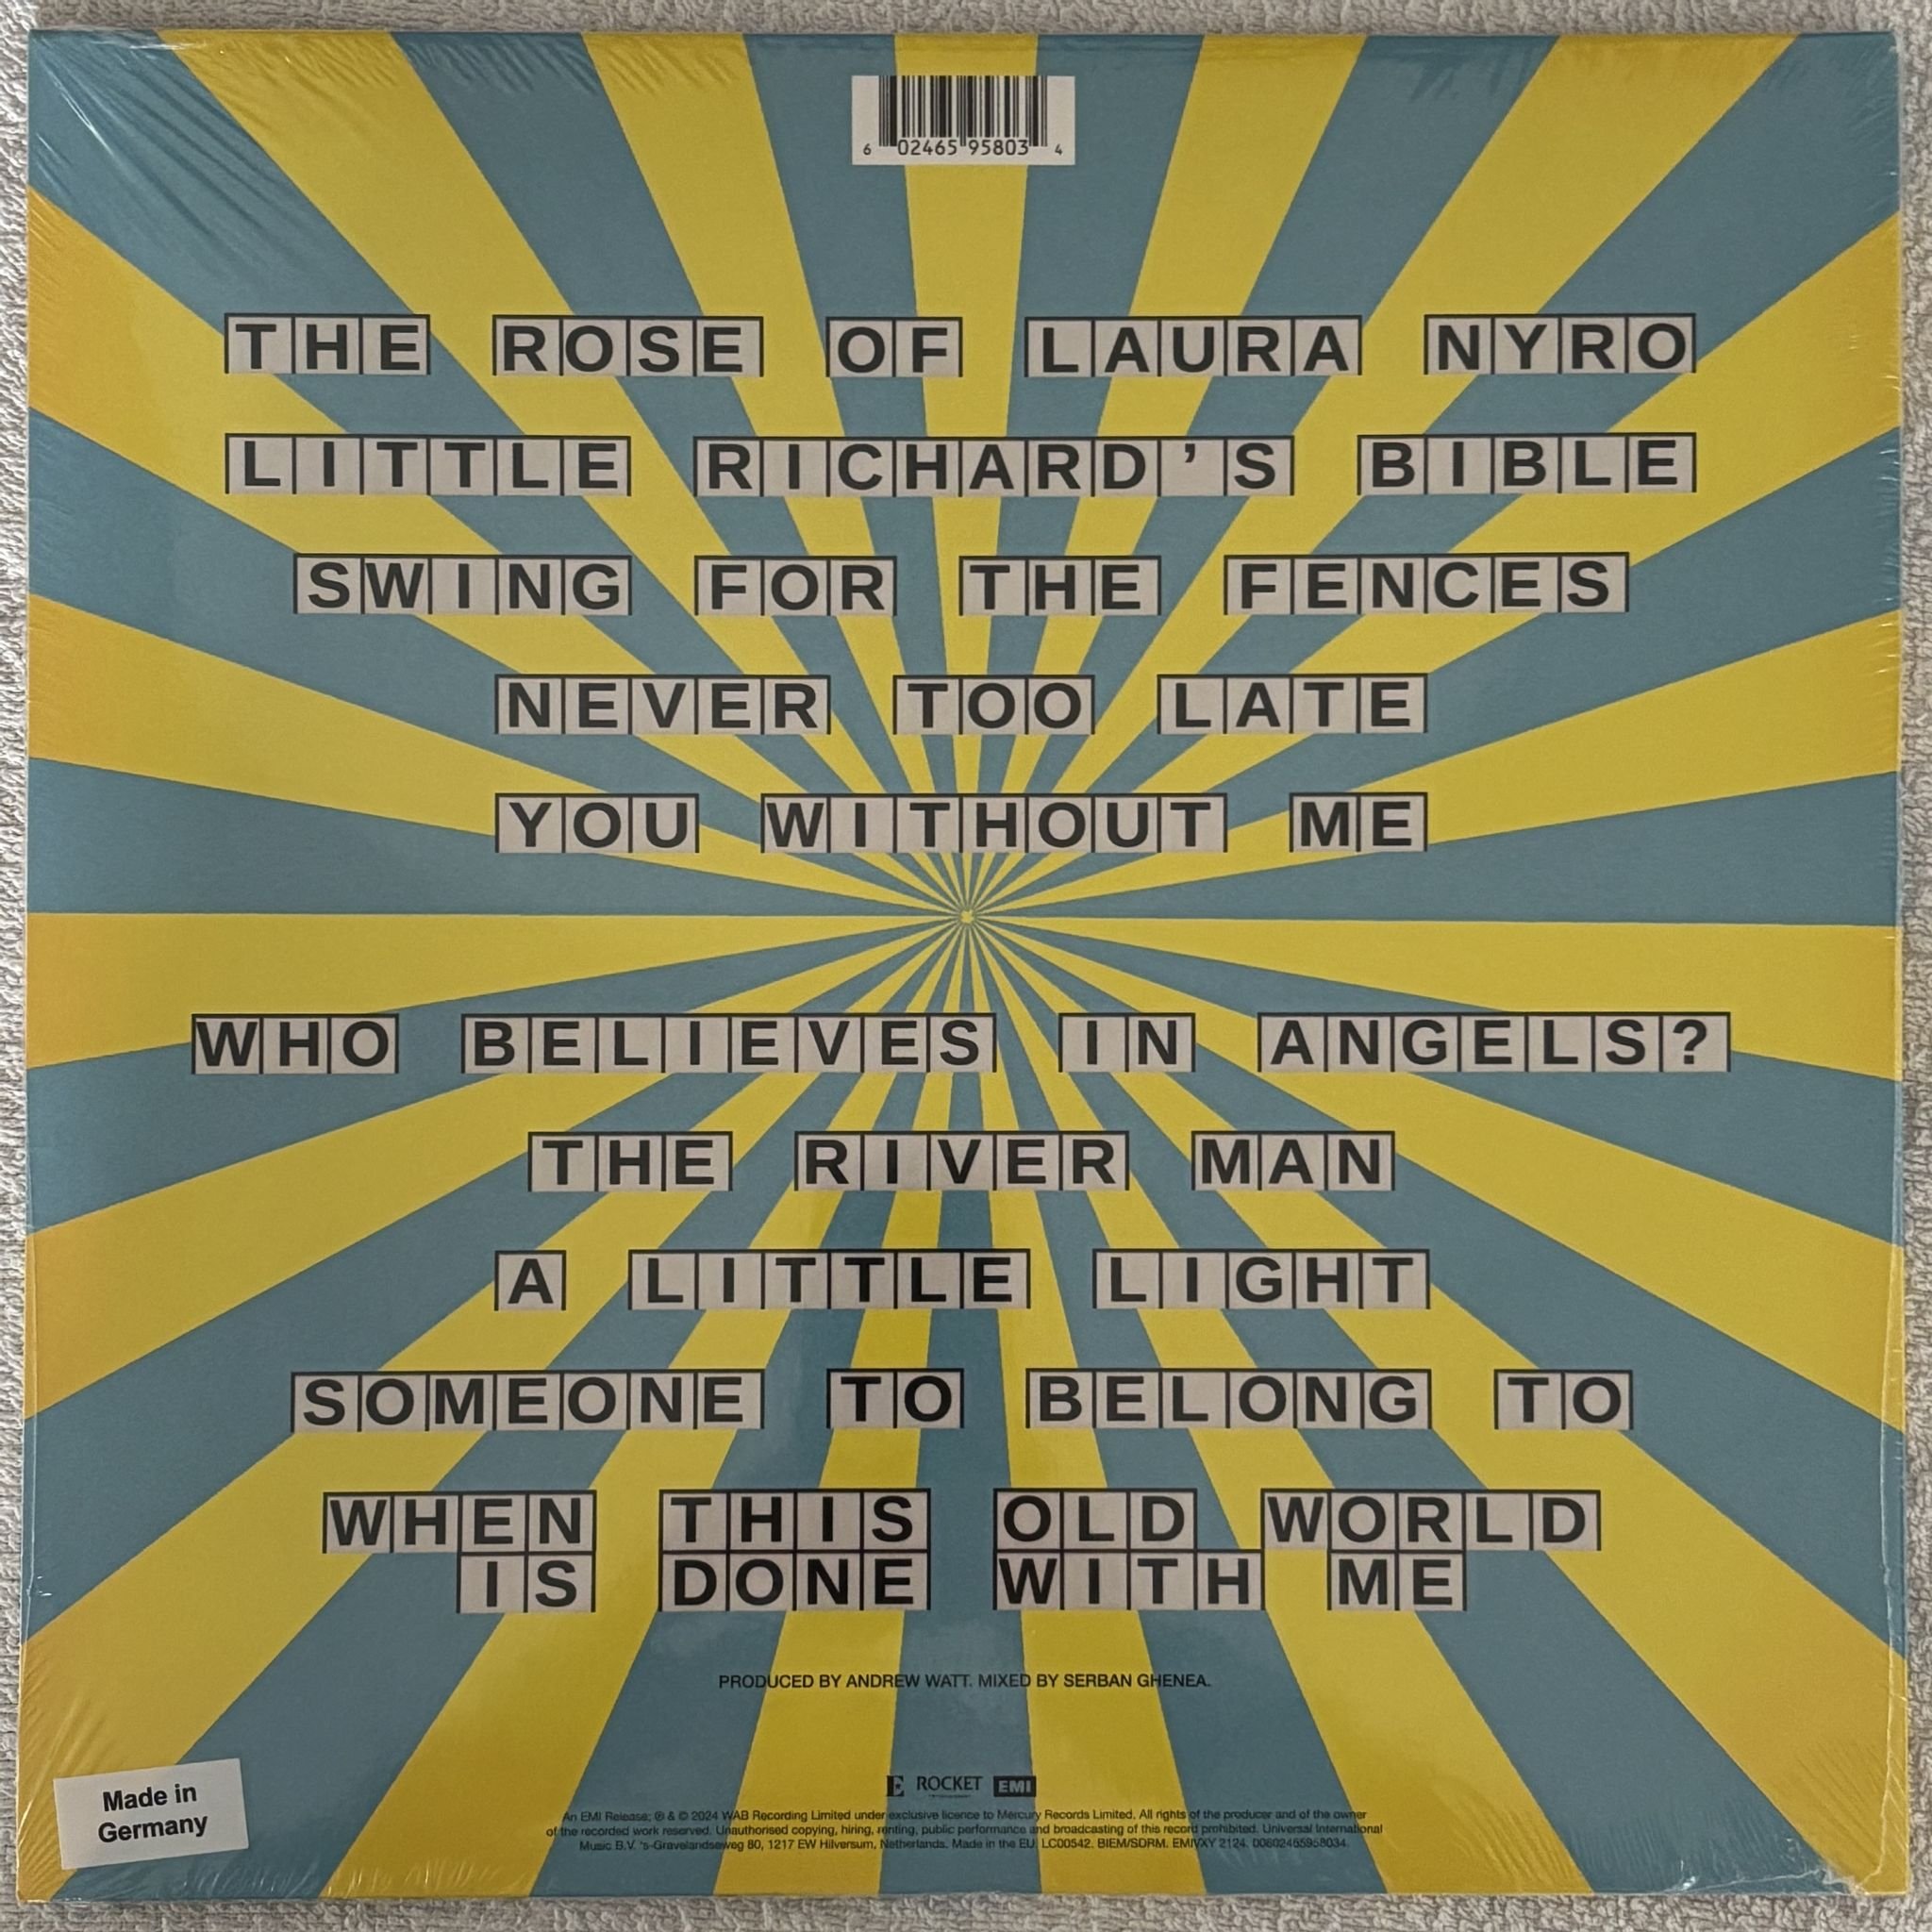 6 02465 95803 4
THE ROSE OF LAURA NYRO
LITTLE RICHARD’S BIBLE
SWING FOR THE FENCES
NEVER TOO LATE
YOU WITHOUT ME
WHO BELIEVES IN ANGELS?
THE RIVER MAN
A LITTLE LIGHT
SOMEONE TO BELONG TO
WHEN THIS OLD WORLD
IS DONE WITH ME
PRODUCED BY ANDREW WATT. MIXED BY SERBAN GHENEA.
E ROCKET EMI
Made in
Germany
An EMI Release; ℗ & © 2024 WAB Recording Limited under exclusive licence to Mercury Records Limited. All rights of the producer and of the owner
of the recorded work reserved. Unauthorised copying, hiring, renting, public performance and broadcasting of this record prohibited. Universal International
Music B.V. 's-Gravelandseweg 80, 1217 EW Hilversum, Netherlands. Made in the EU. LC00542. BIEM/SDRM. EMIVXY 2124. 00602465958034